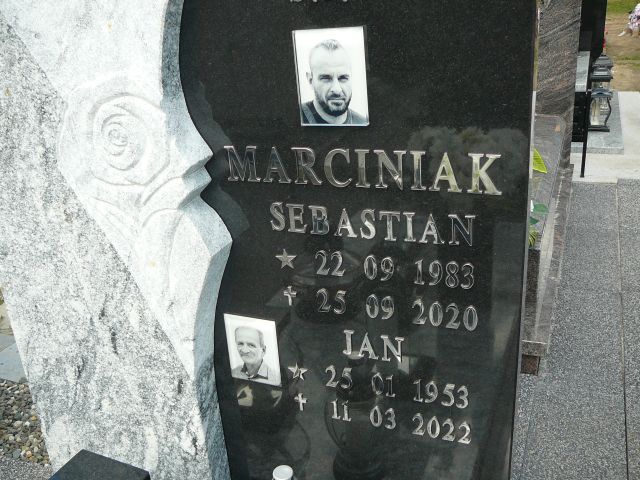 MARCINIAK
SEBASTIAN
22 09 1983
25 09 2020
JAN
25 01 1953
11 03 2022